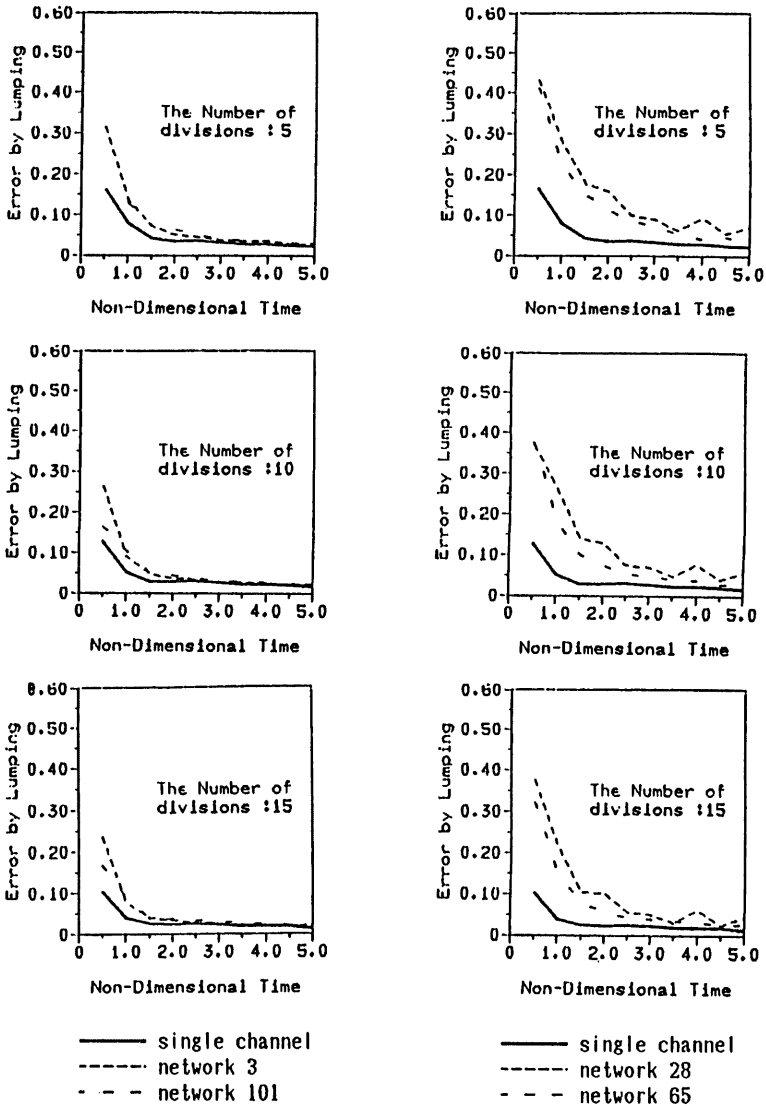 0.60
0.50
0.40
0.30
0.20
0.10
0
Error by Lumping
The Number of
divisions :5
0 1.0 2.0 3.0 4.0 5.0
Non-Dimensional Time
0.60
0.50
0.40
0.30
0.20
0.10
0
Error by Lumping
The Number of
divisions :5
0 1.0 2.0 3.0 4.0 5.0
Non-Dimensional Time
0.60
0.50
0.40
0.30
0.20
0.10
0
Error by Lumping
The Number of
divisions :10
0 1.0 2.0 3.0 4.0 5.0
Non-Dimensional Time
0.60
0.50
0.40
0.30
0.20
0.10
0
Error by Lumping
The Number of
divisions :10
0 1.0 2.0 3.0 4.0 5.0
Non-Dimensional Time
0.60
0.50
0.40
0.30
0.20
0.10
0
Error by Lumping
The Number of
divisions :15
0 1.0 2.0 3.0 4.0 5.0
Non-Dimensional Time
0.60
0.50
0.40
0.30
0.20
0.10
0
Error by Lumping
The Number of
divisions :15
0 1.0 2.0 3.0 4.0 5.0
Non-Dimensional Time
single channel
network 3
network 101
single channel
network 28
network 65